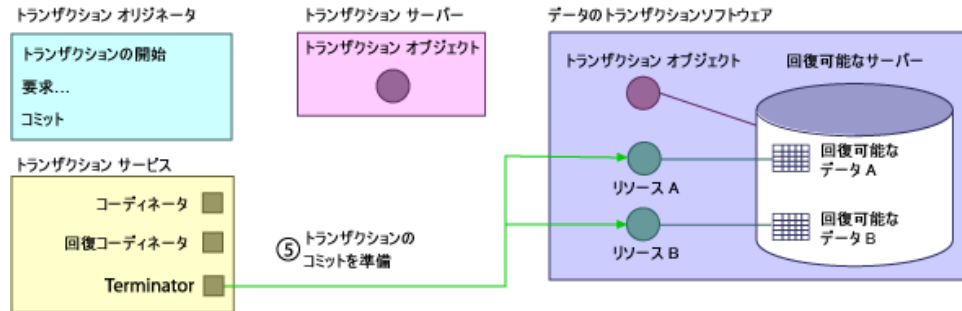 トランザクション オリジネータ
トランザクションの開始
要求...
コミット
トランザクション サーバー
トランザクション オブジェクト
データのトランザクションソフトウェア
トランザクション オブジェクト
回復可能なサーバー
回復可能な
データ A
リソース A
回復可能な
データ B
リソース B
トランザクション サービス
コーディネータ
回復コーディネータ
Terminator
⑤ トランザクションの
コミットを準備